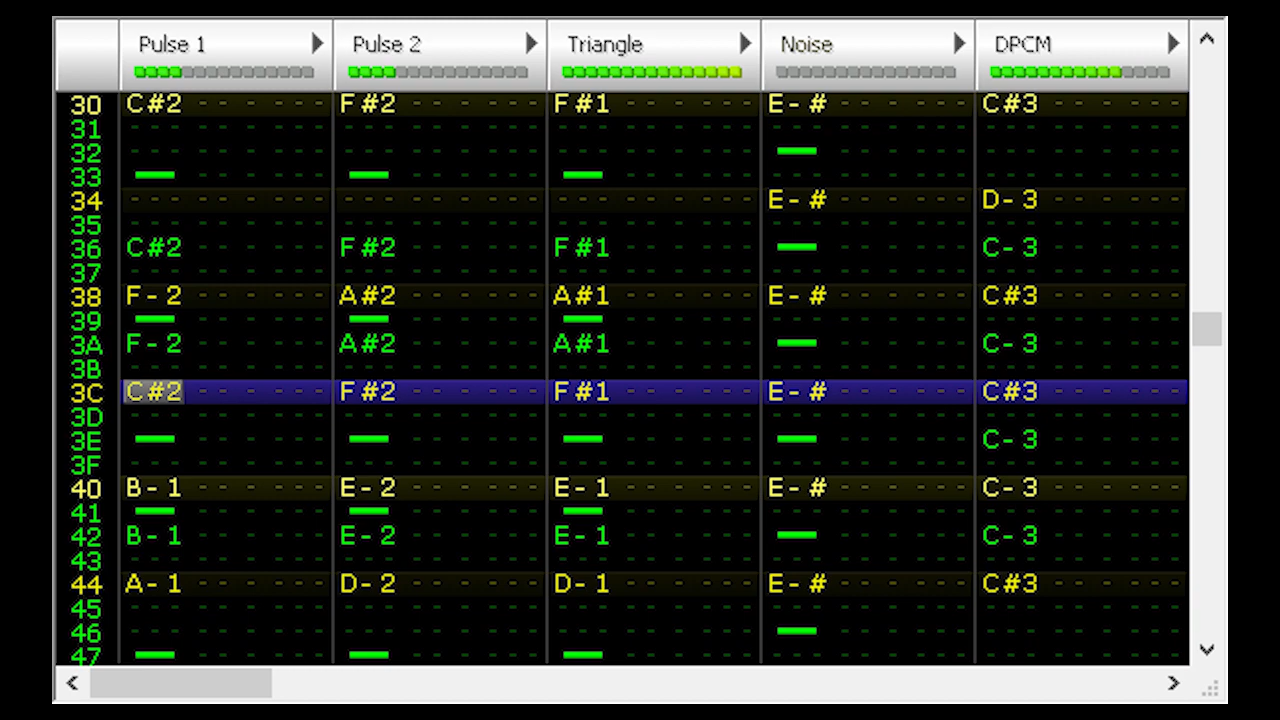 Pulse 1 Pulse 2 Triangle Noise DPCM
30 C#2 - - - - - - F#2 - - - - - - F#1 - - - - - - E-# - - - - - - C#3 - - - - - -
31 - - - - - - - - - - - - - - - - - - - - - - - - - - - - - - - - - - - - - - - - - - - - -
32 - - - - - - - - - - - - - - - - - - - - - - - - - - - - - - - - - - - - - - - - - -
33 - - - - - - - - - - - - - - - - - - - - - - - - - - - - - - - - - - - -
34 - - - - - - - - - - - - - - - - - - - - - - - - - - - E-# - - - - - - D-3 - - - - - -
35 - - - - - - - - - - - - - - - - - - - - - - - - - - - - - - - - - - - - - - - - - - - - -
36 C#2 - - - - - - F#2 - - - - - - F#1 - - - - - - - - - - - - C-3 - - - - - -
37 - - - - - - - - - - - - - - - - - - - - - - - - - - - - - - - - - - - - - - - - - - - - -
38 F-2 - - - - - - A#2 - - - - - - A#1 - - - - - - E-# - - - - - - C#3 - - - - - -
39 - - - - - - - - - - - - - - - - - - - - - - - - - - - - - - - - - - - -
3A F-2 - - - - - - A#2 - - - - - - A#1 - - - - - - - - - - - - C-3 - - - - - -
3B - - - - - - - - - - - - - - - - - - - - - - - - - - - - - - - - - - - - - - - - - - - - -
3C C#2 - - - - - - F#2 - - - - - - F#1 - - - - - - E-# - - - - - - C#3 - - - - - -
3D - - - - - - - - - - - - - - - - - - - - - - - - - - - - - - - - - - - - - - - - - - - - -
3E - - - - - - - - - - - - - - - - - - - - - - - - C-3 - - - - - -
3F - - - - - - - - - - - - - - - - - - - - - - - - - - - - - - - - - - - - - - - - - - - - -
40 B-1 - - - - - - E-2 - - - - - - E-1 - - - - - - E-# - - - - - - C-3 - - - - - -
41 - - - - - - - - - - - - - - - - - - - - - - - - - - - - - - - - - - - -
42 B-1 - - - - - - E-2 - - - - - - E-1 - - - - - - - - - - - - C-3 - - - - - -
43 - - - - - - - - - - - - - - - - - - - - - - - - - - - - - - - - - - - - - - - - - - - - -
44 A-1 - - - - - - D-2 - - - - - - D-1 - - - - - - E-# - - - - - - C#3 - - - - - -
45 - - - - - - - - - - - - - - - - - - - - - - - - - - - - - - - - - - - - - - - - - - - - -
46 - - - - - - - - - - - - - - - - - - - - - - - - - - - - - - - - - - - - - - - - - -
47 - - - - - - - - - - - - - - - - - - - - - - - - - - - - - - - - - - - -